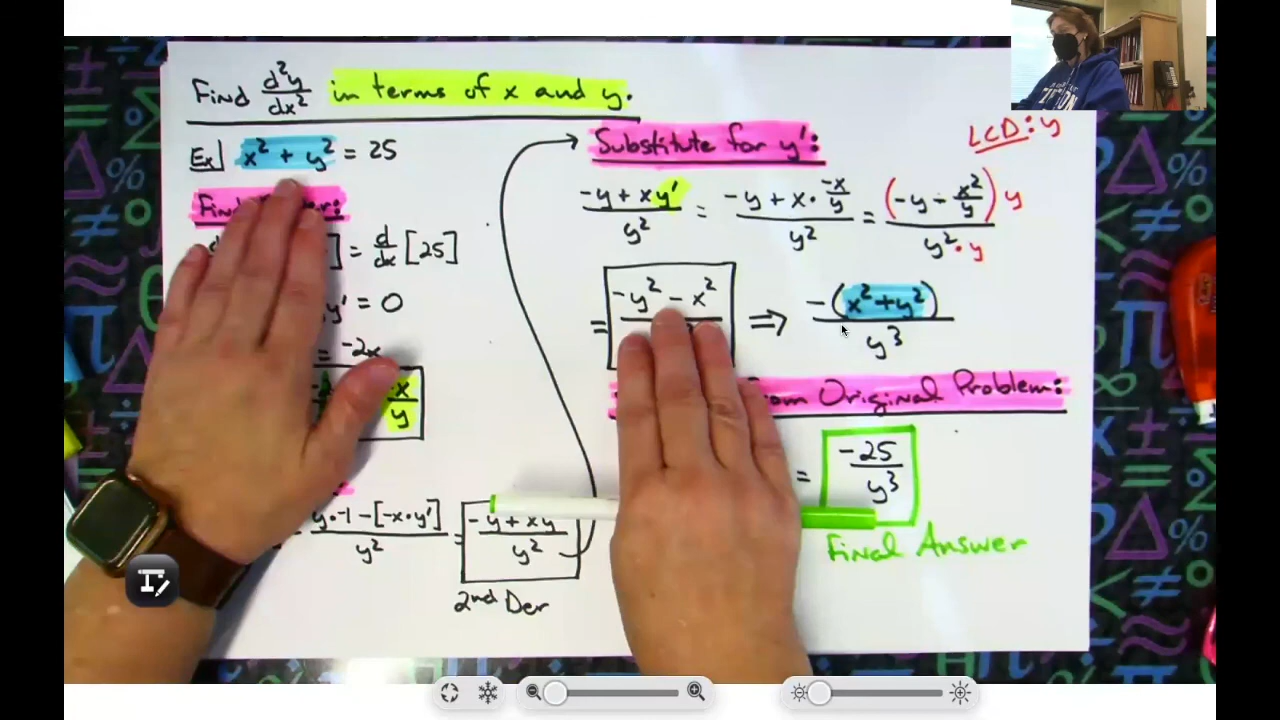 Find d²y/dx² in terms of x and y.
Ex] x² + y² = 25
] = d/dx [25]
y' = 0
= -2x
-x/y
y·-1 - [-x·y'] / y² = -y + xy / y²
2nd Der
Substitute for y':
LCD: y
-y + xy' / y² = -y + x · -x/y / y² = (-y - x²/y) y / y² · y
= -y² - x² ⇒ -(x² + y²) / y³
from Original Problem:
= -25 / y³
Final Answer